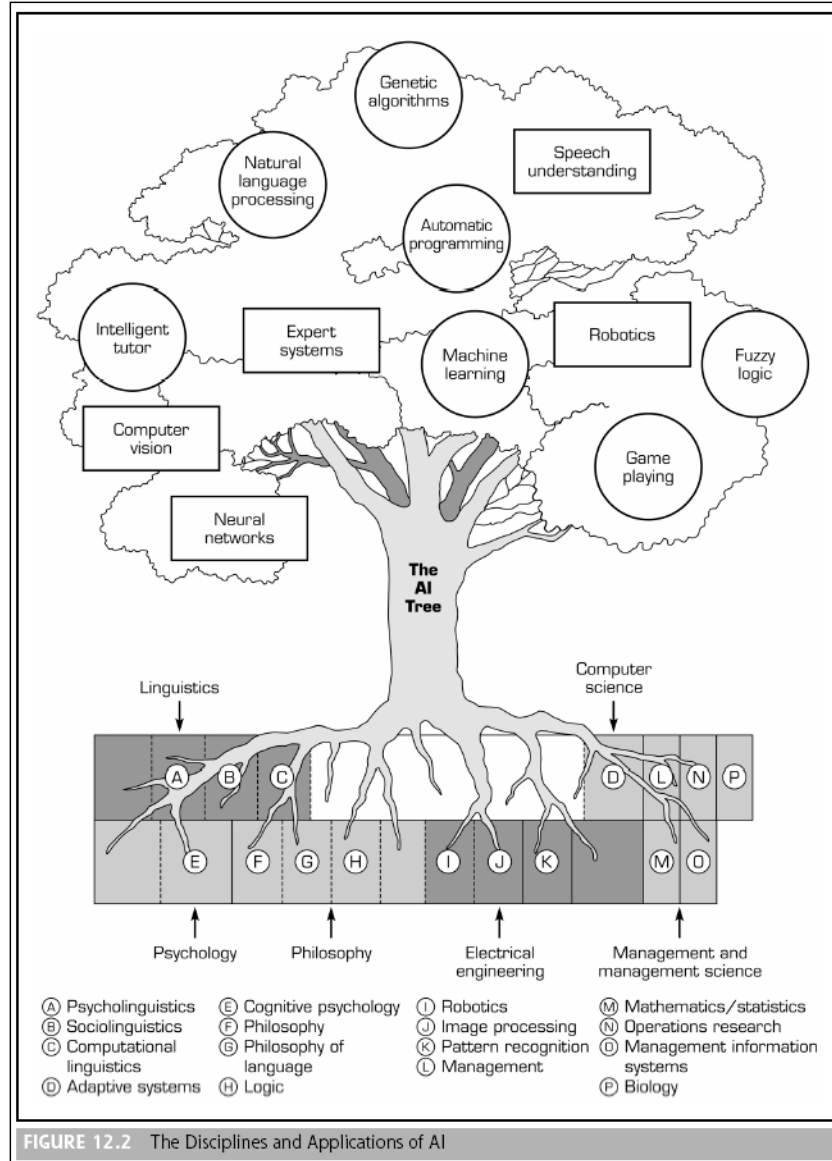 Genetic
algorithms
Natural
language
processing
Speech
understanding
Automatic
programming
Intelligent
tutor
Expert
systems
Machine
learning
Robotics
Fuzzy
logic
Computer
vision
Game
playing
Neural
networks
The
AI
Tree
Linguistics
Computer
science
A
B
C
D
L
N
P
E
F
G
H
I
J
K
M
O
Psychology
Philosophy
Electrical
engineering
Management and
management science
A Psycholinguistics
B Sociolinguistics
C Computational
linguistics
D Adaptive systems
E Cognitive psychology
F Philosophy
G Philosophy of
language
H Logic
I Robotics
J Image processing
K Pattern recognition
L Management
M Mathematics/statistics
N Operations research
O Management information
systems
P Biology
FIGURE 12.2 The Disciplines and Applications of AI